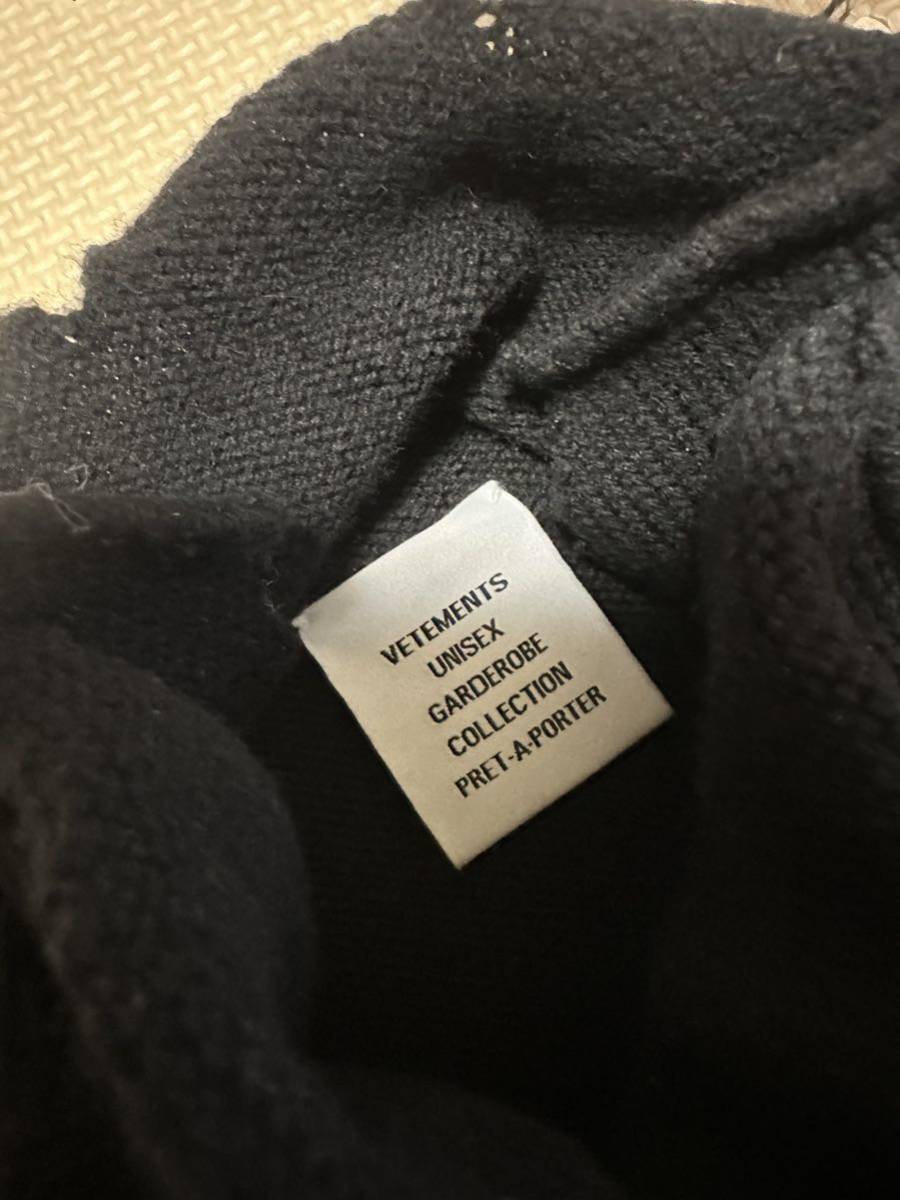 VETEMENTS
UNISEX
GARDEROBE
COLLECTION
PRET-A-PORTER